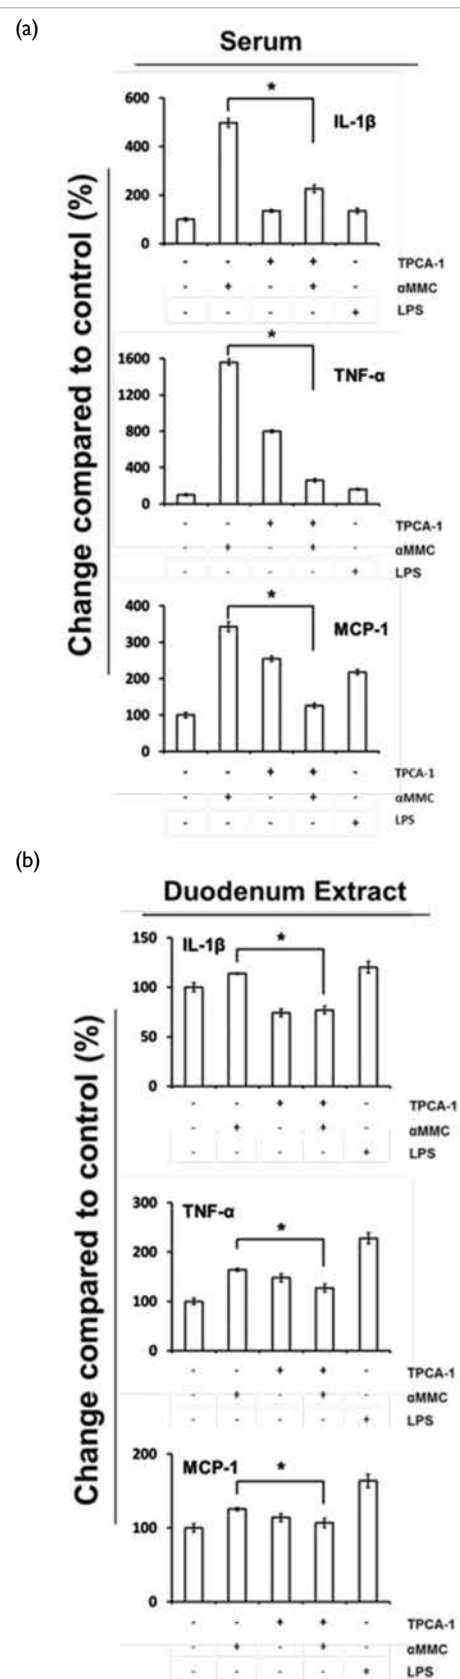 (a)
Serum
Change compared to control (%)
*
600
IL-1β
400
200
0
- - + + - TPCA-1
- + - + - αMMC
- - - - + LPS
*
1600
TNF-α
1200
800
400
0
- - + + - TPCA-1
- + - + - αMMC
- - - - + LPS
*
400
MCP-1
300
200
100
0
- - + + - TPCA-1
- + - + - αMMC
- - - - + LPS
(b)
Duodenum Extract
Change compared to control (%)
150
IL-1β
*
100
50
0
- - + + - TPCA-1
- + - + - αMMC
- - - - + LPS
300
TNF-α
*
200
100
0
- - + + - TPCA-1
- + - + - αMMC
- - - - + LPS
200
MCP-1
*
100
0
- - + + - TPCA-1
- + - + - αMMC
- - - - + LPS